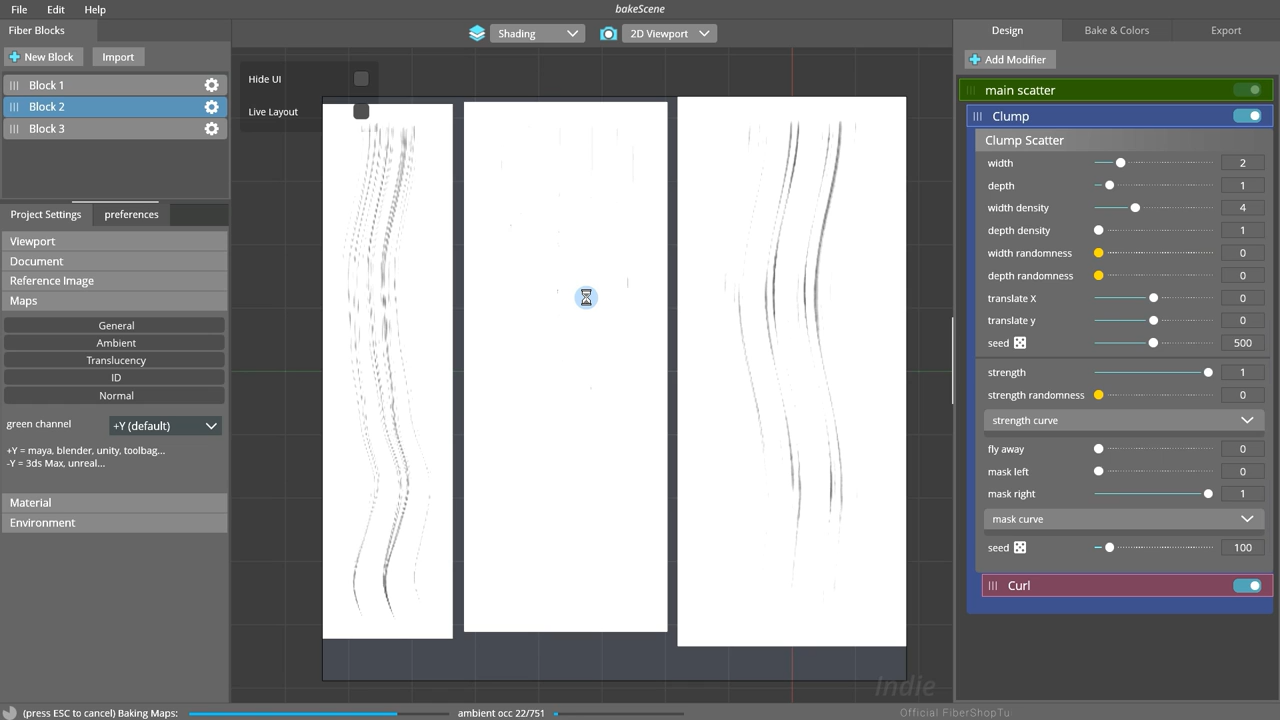 File Edit Help
bakeScene
Fiber Blocks
New Block Import
Block 1
Block 2
Block 3
Project Settings preferences
Viewport
Document
Reference Image
Maps
General
Ambient
Translucency
ID
Normal
green channel +Y (default)
+Y = maya, blender, unity, toolbag...
-Y = 3ds Max, unreal...
Material
Environment
Shading 2D Viewport
Hide UI
Live Layout
Indie
Design Bake & Colors Export
Add Modifier
main scatter
Clump
Clump Scatter
width 2
depth 1
width density 4
depth density 1
width randomness 0
depth randomness 0
translate X 0
translate y 0
seed 500
strength 1
strength randomness 0
strength curve
fly away 0
mask left 0
mask right 1
mask curve
seed 100
Curl
(press ESC to cancel) Baking Maps: ambient occ 22/751
Official FiberShopTu